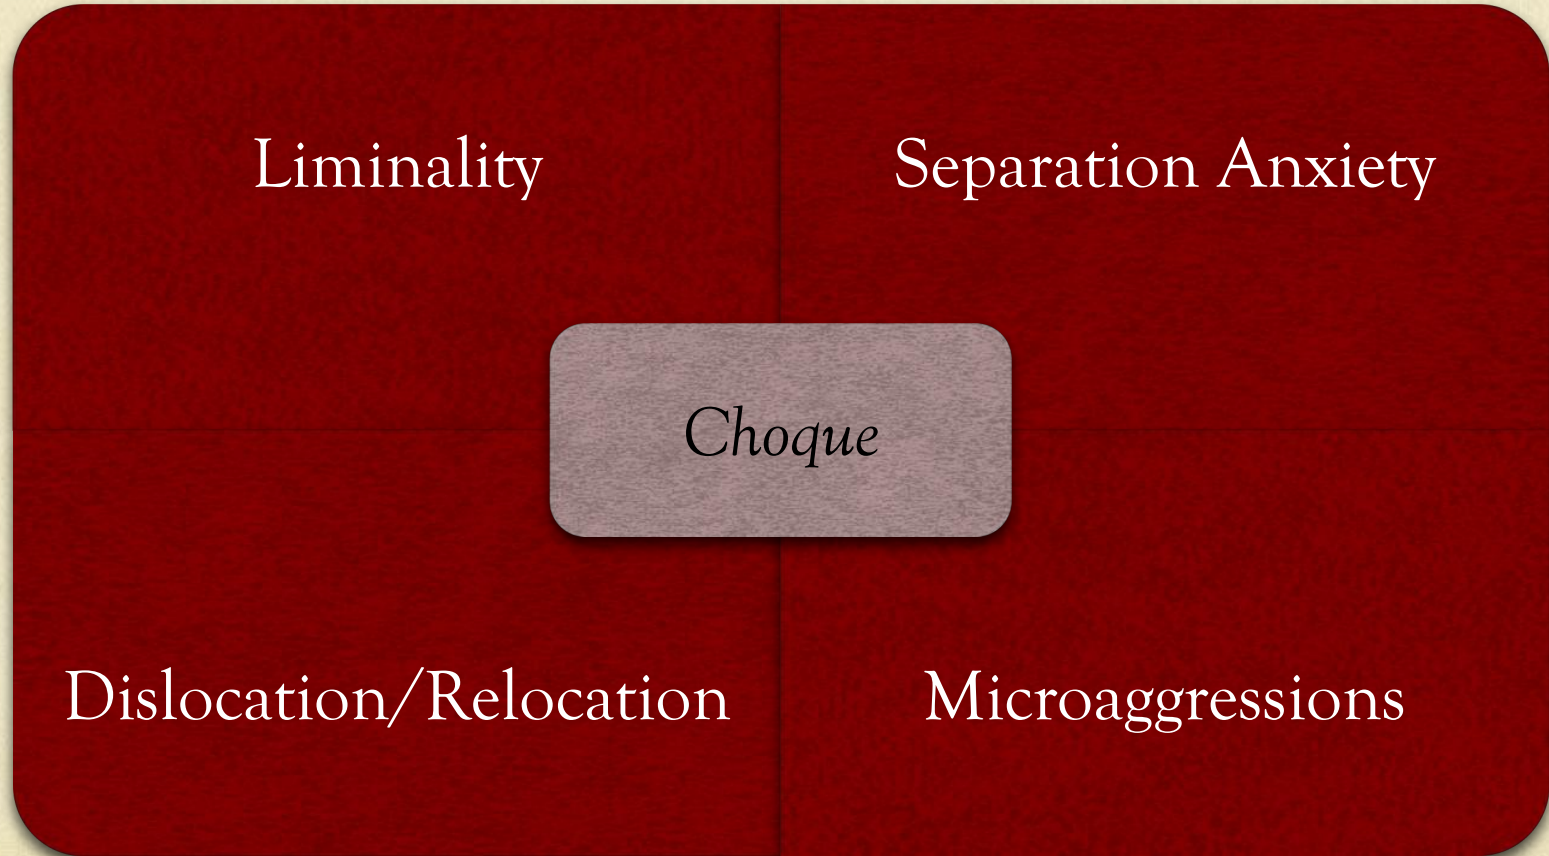 Liminality
Separation Anxiety
Choque
Dislocation/Relocation
Microaggressions